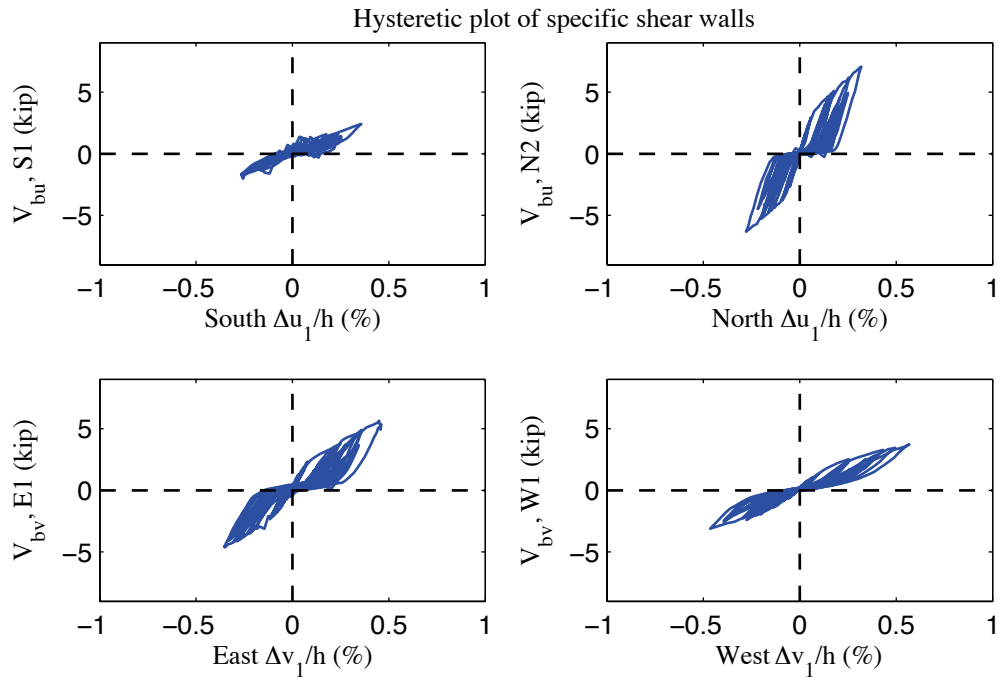 Hysteretic plot of specific shear walls
V_bu, S1 (kip)
5
0
−5
−1 −0.5 0 0.5 1
South Δu_1/h (%)
V_bu, N2 (kip)
5
0
−5
−1 −0.5 0 0.5 1
North Δu_1/h (%)
V_bv, E1 (kip)
5
0
−5
−1 −0.5 0 0.5 1
East Δv_1/h (%)
V_bv, W1 (kip)
5
0
−5
−1 −0.5 0 0.5 1
West Δv_1/h (%)